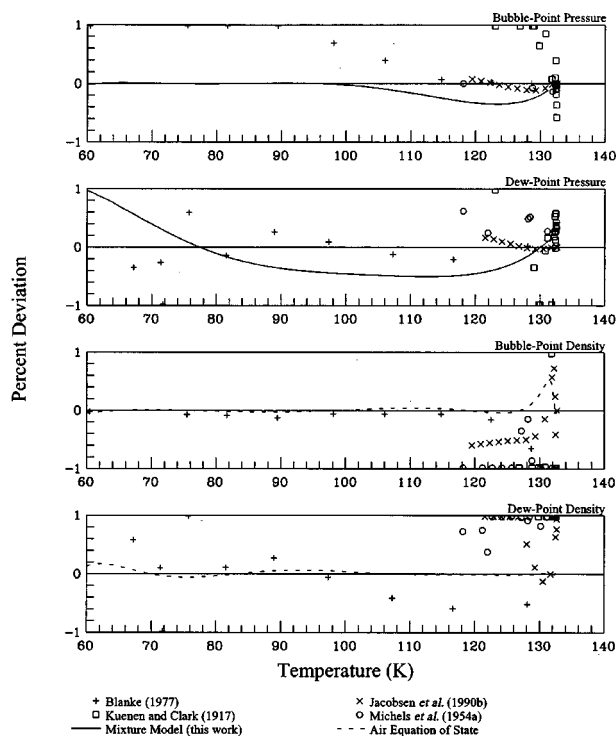 Bubble-Point Pressure
1
0
-1
60 70 80 90 100 110 120 130 140
Dew-Point Pressure
1
0
-1
60 70 80 90 100 110 120 130 140
Percent Deviation
Bubble-Point Density
1
0
-1
60 70 80 90 100 110 120 130 140
Dew-Point Density
1
0
-1
60 70 80 90 100 110 120 130 140
Temperature (K)
+ Blanke (1977)
× Jacobsen et al. (1990b)
□ Kuenen and Clark (1917)
○ Michels et al. (1954a)
Mixture Model (this work)
Air Equation of State